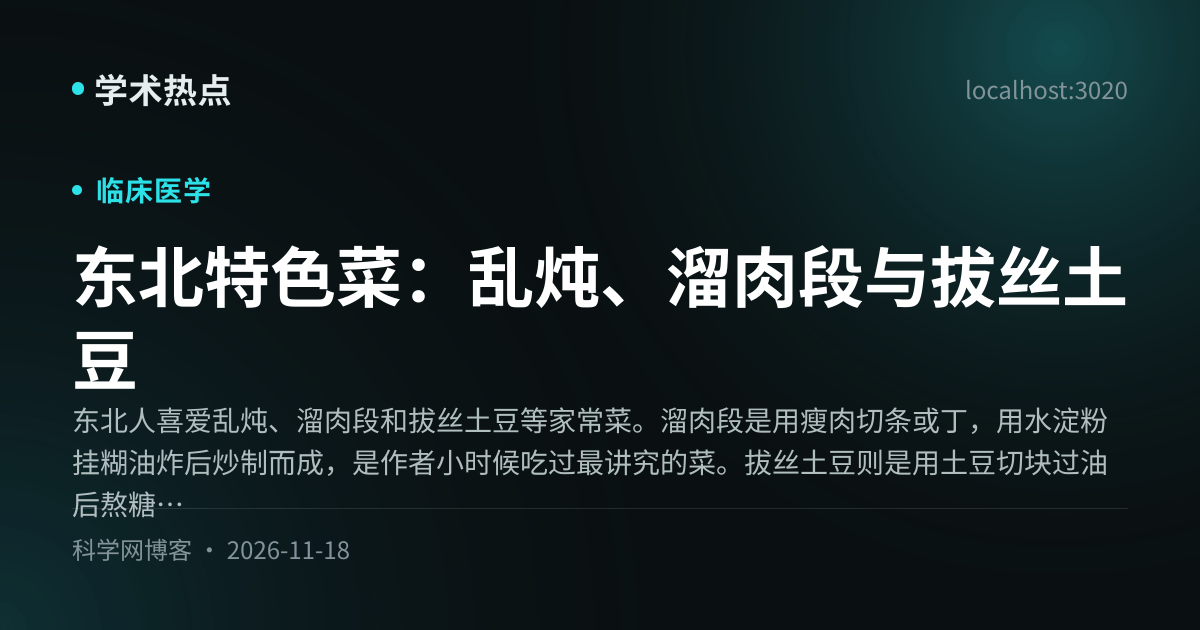 学术热点
localhost:3020
临床医学
东北特色菜：乱炖、溜肉段与拔丝土
豆
东北人喜爱乱炖、溜肉段和拔丝土豆等家常菜。溜肉段是用瘦肉切条或丁，用水淀粉
挂糊油炸后炒制而成，是作者小时候吃过最讲究的菜。拔丝土豆则是用土豆切块过油
后熬糖…
科学网博客 • 2026-11-18